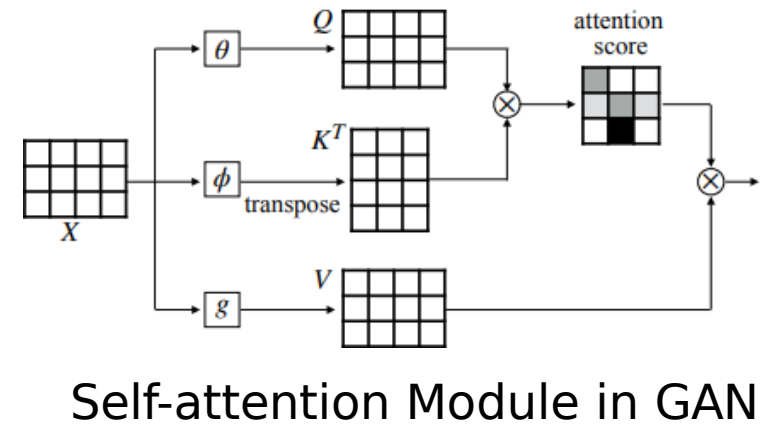 Q
attention
score
θ
K^T
ϕ
transpose
X
V
g
Self-attention Module in GAN